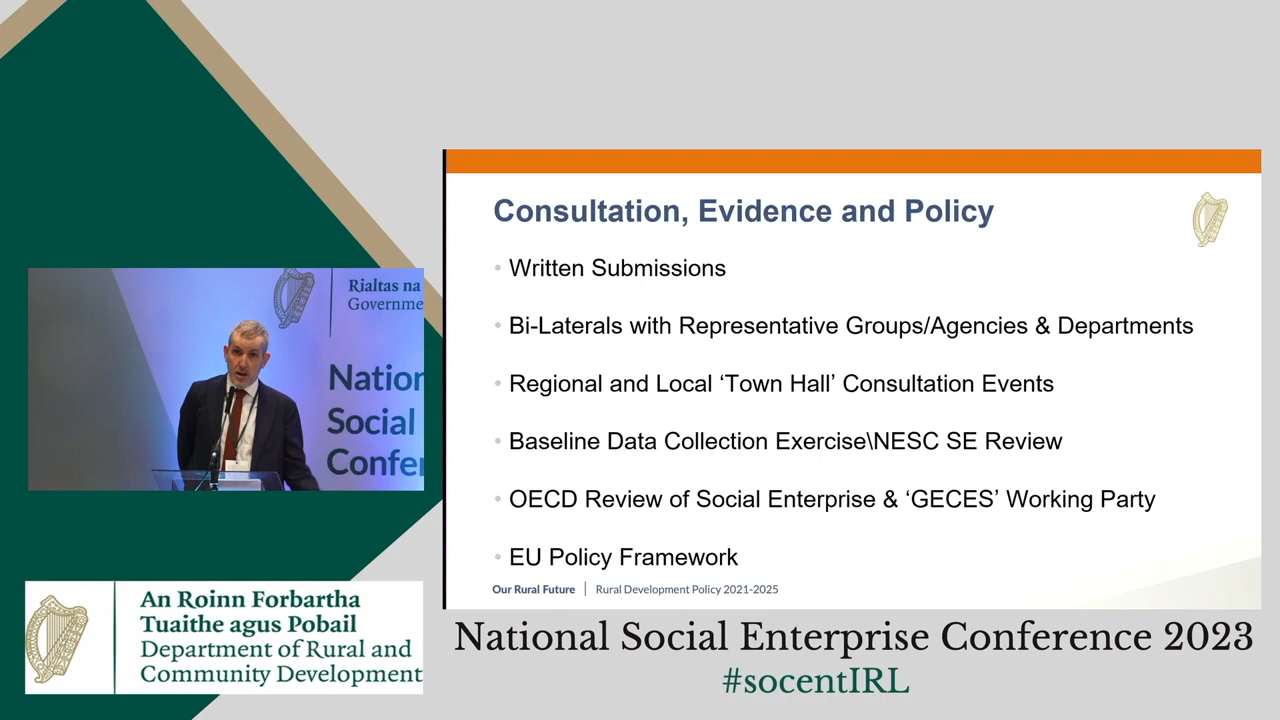 Rialtas na
Governme
Nation
Social
Confer
Consultation, Evidence and Policy
• Written Submissions
• Bi-Laterals with Representative Groups/Agencies & Departments
• Regional and Local ‘Town Hall’ Consultation Events
• Baseline Data Collection Exercise\NESC SE Review
• OECD Review of Social Enterprise & ‘GECES’ Working Party
• EU Policy Framework
Our Rural Future | Rural Development Policy 2021-2025
An Roinn Forbartha
Tuaithe agus Pobail
Department of Rural and
Community Development
National Social Enterprise Conference 2023
#socentIRL